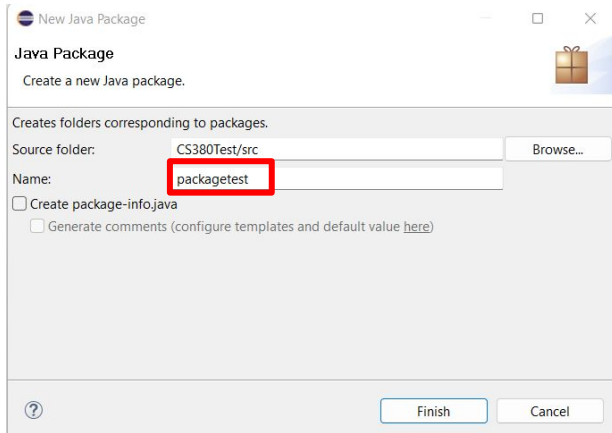 New Java Package
Java Package
Create a new Java package.
Creates folders corresponding to packages.
Source folder: CS380Test/src Browse...
Name: packagetest
Create package-info.java
Generate comments (configure templates and default value here)
? Finish Cancel